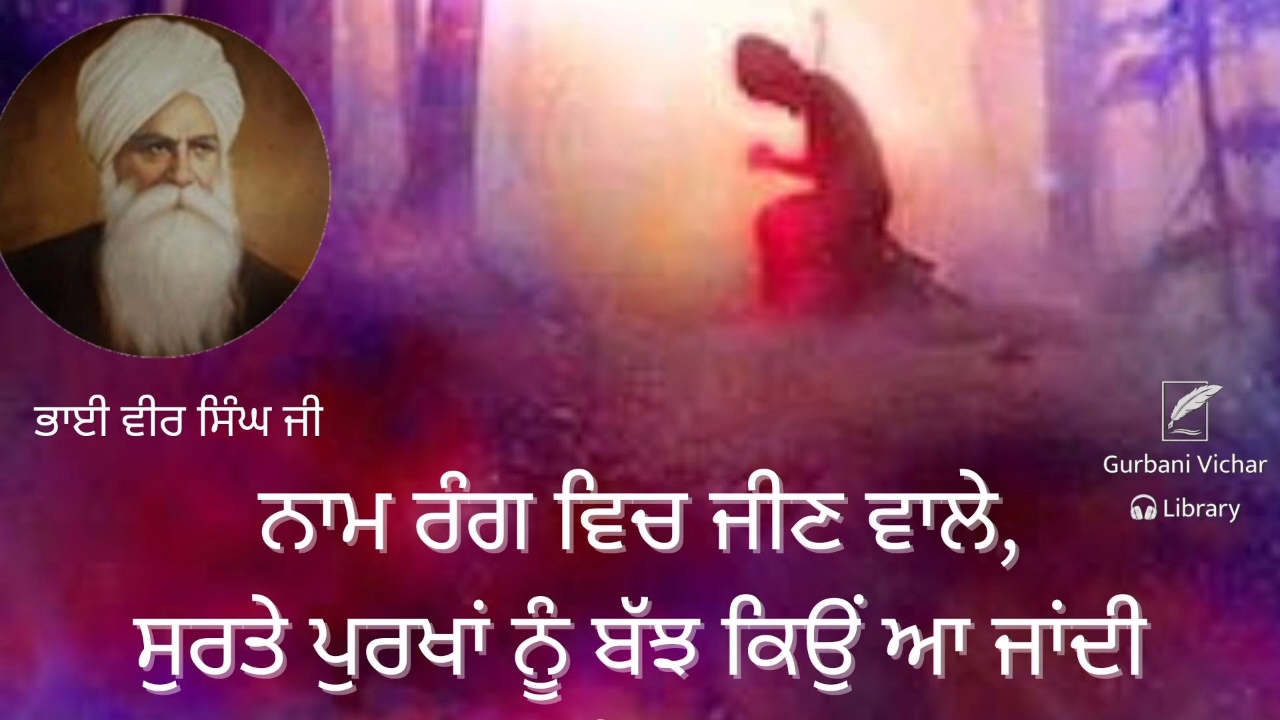 ਭਾਈ ਵੀਰ ਸਿੰਘ ਜੀ
Gurbani Vichar
Library
ਨਾਮ ਰੰਗ ਵਿਚ ਜੀਣ ਵਾਲੇ,
ਸੁਰਤੇ ਪੁਰਖਾਂ ਨੂੰ ਬੱਝ ਕਿਉਂ ਆ ਜਾਂਦੀ